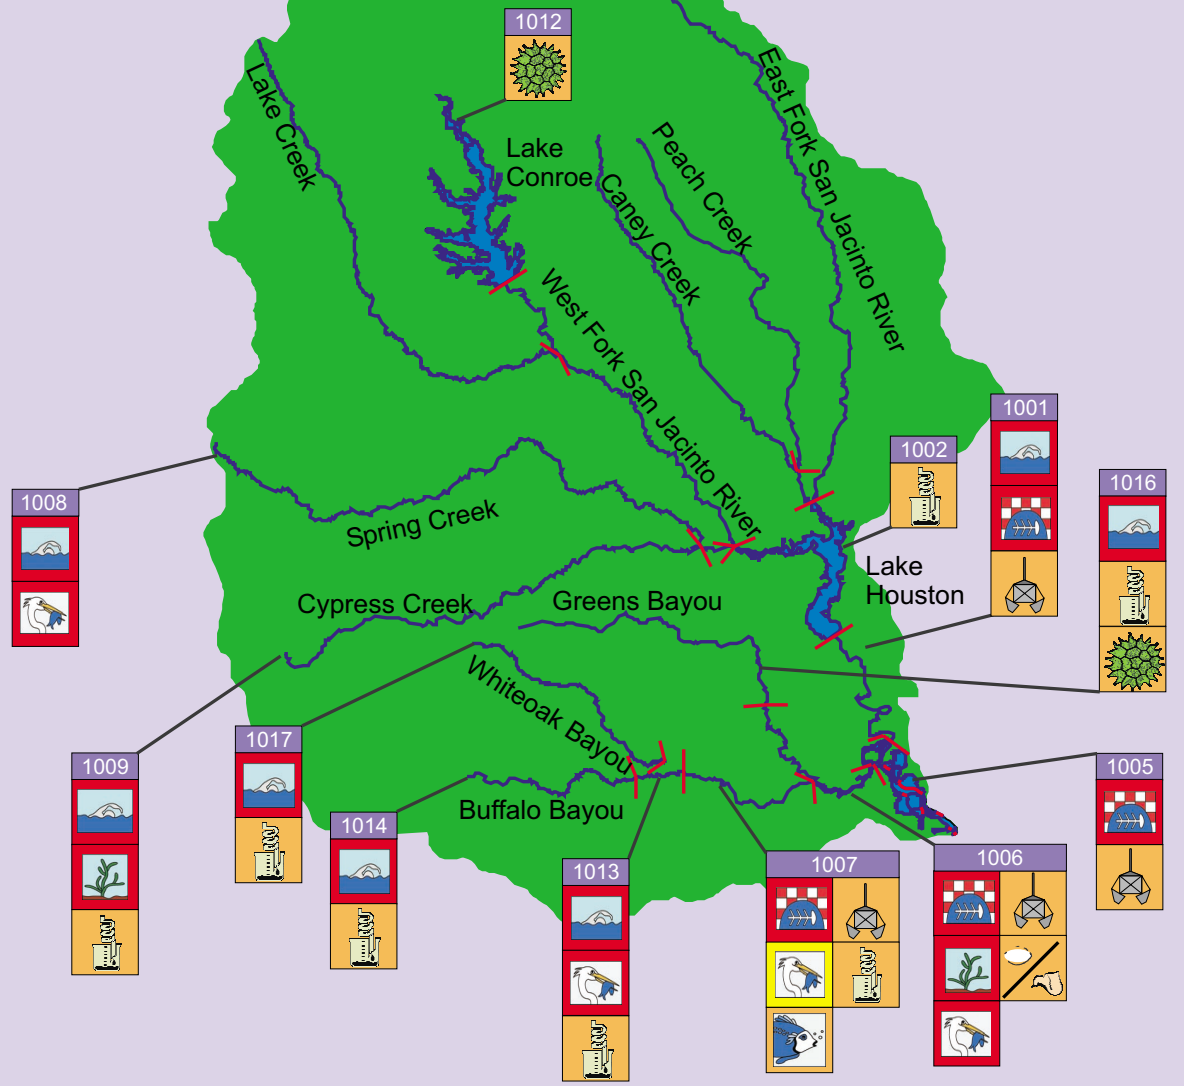 1012
Lake Creek
Lake
Conroe
Caney Creek
Peach Creek
East Fork San Jacinto River
West Fork San Jacinto River
1001
1002
1016
1008
Spring Creek
Lake
Houston
Cypress Creek
Greens Bayou
Whiteoak Bayou
1017
1009
1005
Buffalo Bayou
1014
1013
1007
1006